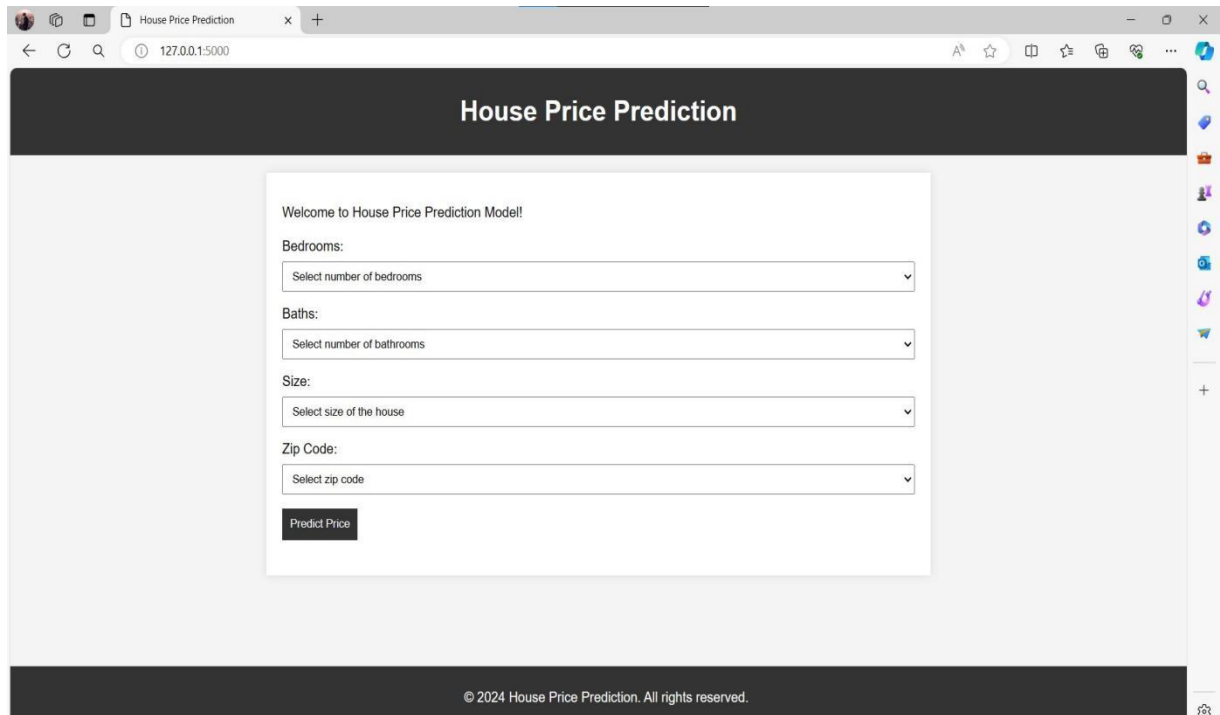 House Price Prediction
127.0.0.1:5000
House Price Prediction
Welcome to House Price Prediction Model!
Bedrooms:
Select number of bedrooms
Baths:
Select number of bathrooms
Size:
Select size of the house
Zip Code:
Select zip code
Predict Price
© 2024 House Price Prediction. All rights reserved.